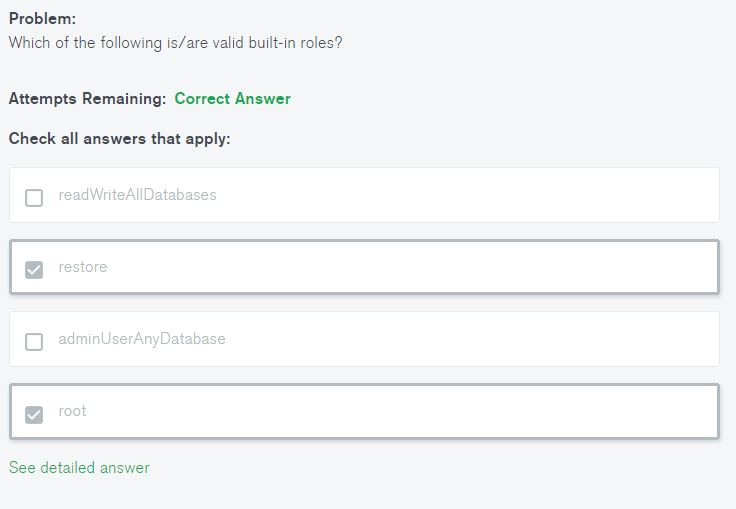 Problem:
Which of the following is/are valid built-in roles?
Attempts Remaining: Correct Answer
Check all answers that apply:
readWriteAllDatabases
restore
adminUserAnyDatabase
root
See detailed answer